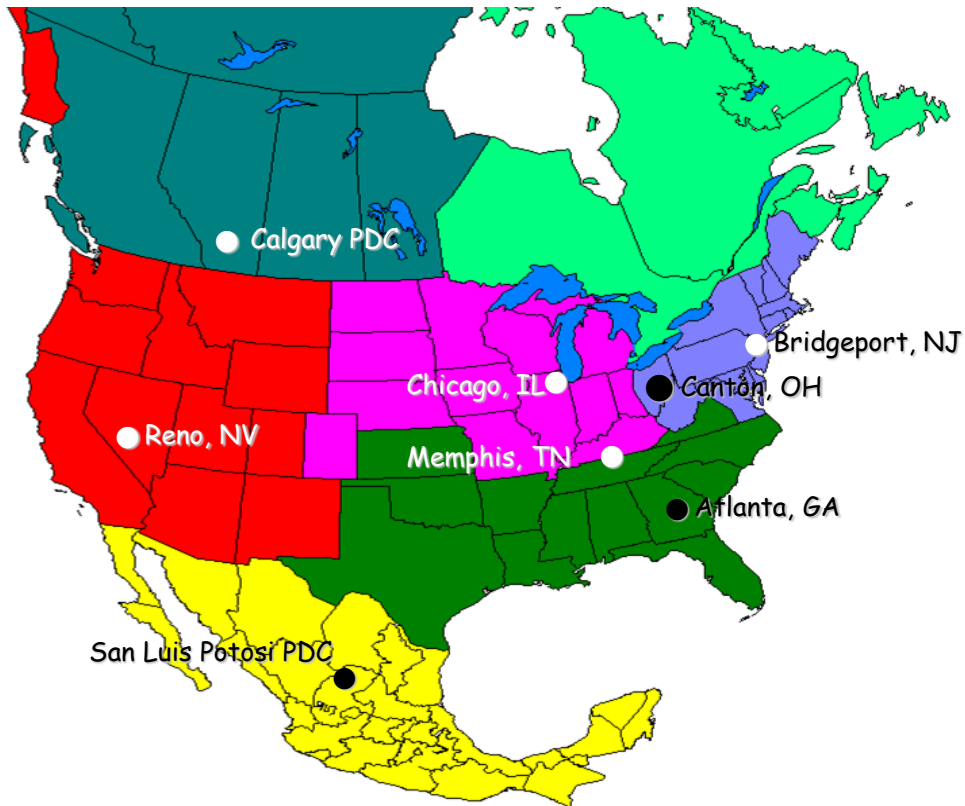 Calgary PDC
Bridgeport, NJ
Chicago, IL
Canton, OH
Reno, NV
Memphis, TN
Atlanta, GA
San Luis Potosi PDC